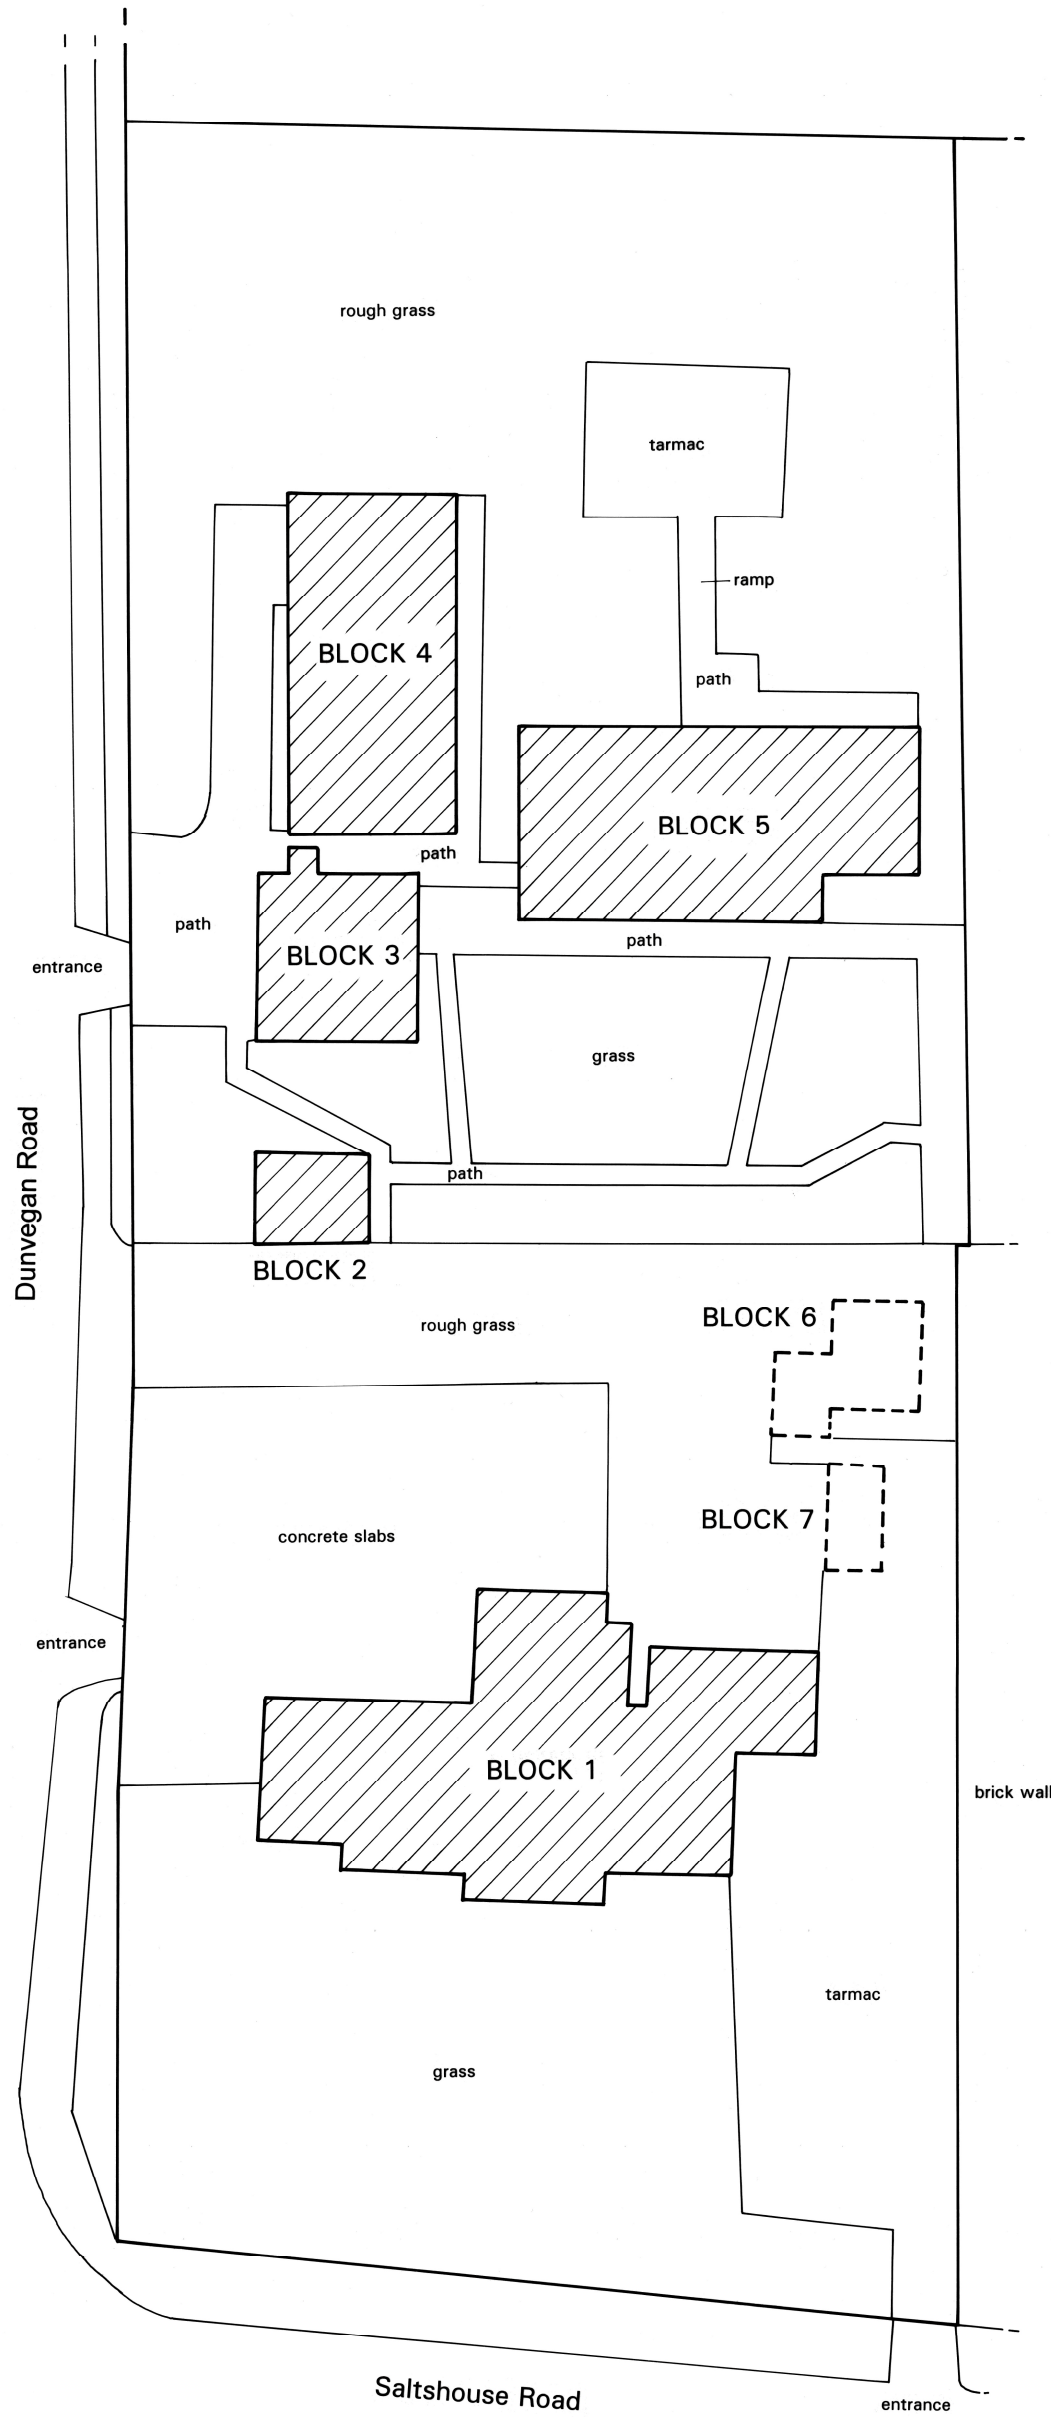 rough grass
tarmac
ramp
BLOCK 4
path
BLOCK 5
path
path
path
BLOCK 3
entrance
grass
Dunvegan Road
path
BLOCK 2
BLOCK 6
rough grass
BLOCK 7
concrete slabs
entrance
BLOCK 1
brick wall
tarmac
grass
Saltshouse Road
entrance